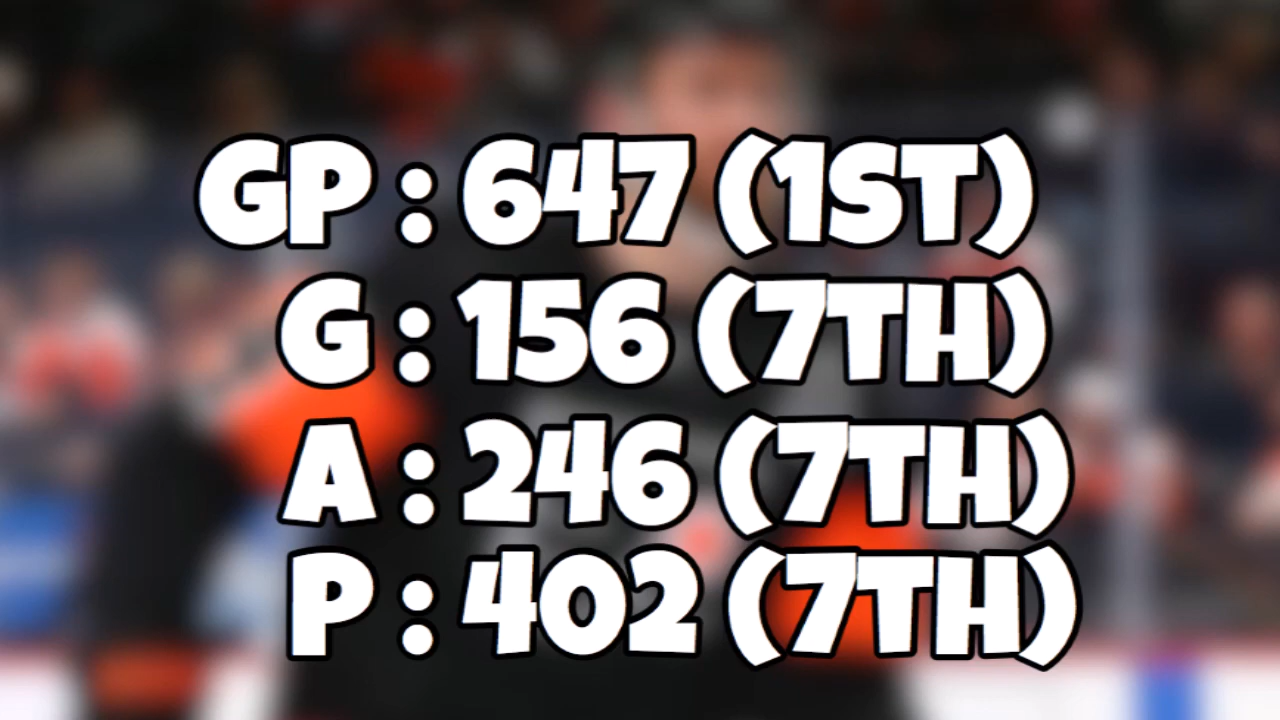 GP : 647 (1ST)
G : 156 (7TH)
A : 246 (7TH)
P : 402 (7TH)